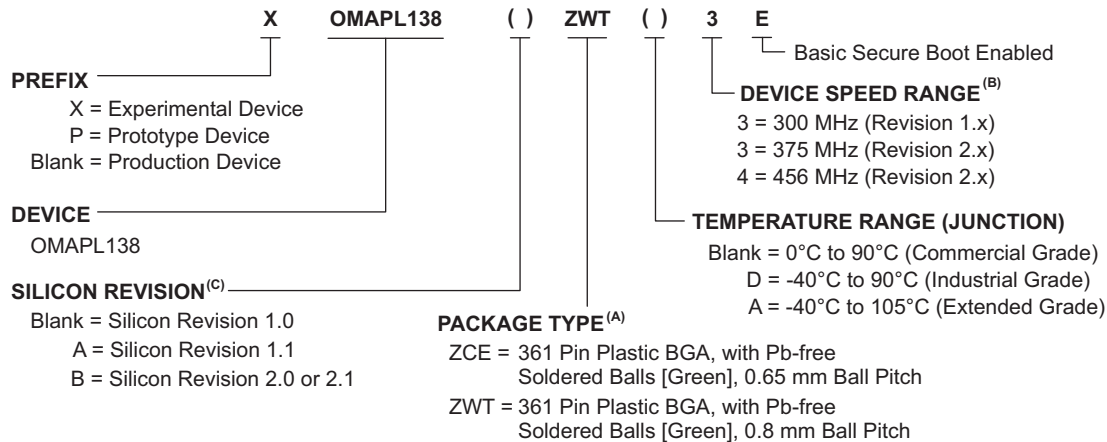 X OMAPL138 ( ) ZWT ( ) 3 E
Basic Secure Boot Enabled
PREFIX
X = Experimental Device
P = Prototype Device
Blank = Production Device
DEVICE SPEED RANGE(B)
3 = 300 MHz (Revision 1.x)
3 = 375 MHz (Revision 2.x)
4 = 456 MHz (Revision 2.x)
DEVICE
OMAPL138
TEMPERATURE RANGE (JUNCTION)
Blank = 0°C to 90°C (Commercial Grade)
D = -40°C to 90°C (Industrial Grade)
A = -40°C to 105°C (Extended Grade)
SILICON REVISION(C)
Blank = Silicon Revision 1.0
A = Silicon Revision 1.1
B = Silicon Revision 2.0 or 2.1
PACKAGE TYPE(A)
ZCE = 361 Pin Plastic BGA, with Pb-free
Soldered Balls [Green], 0.65 mm Ball Pitch
ZWT = 361 Pin Plastic BGA, with Pb-free
Soldered Balls [Green], 0.8 mm Ball Pitch